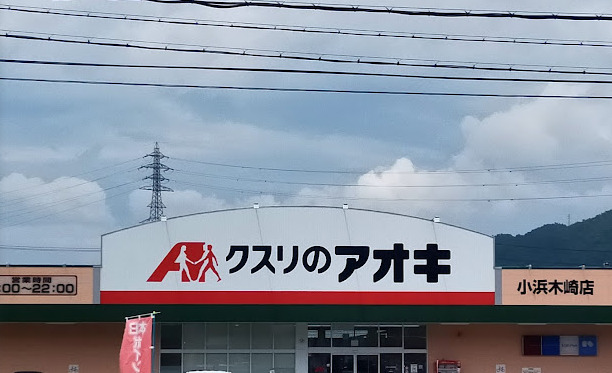 クスリのアオキ
小浜木崎店
営業時間
:00〜22:00